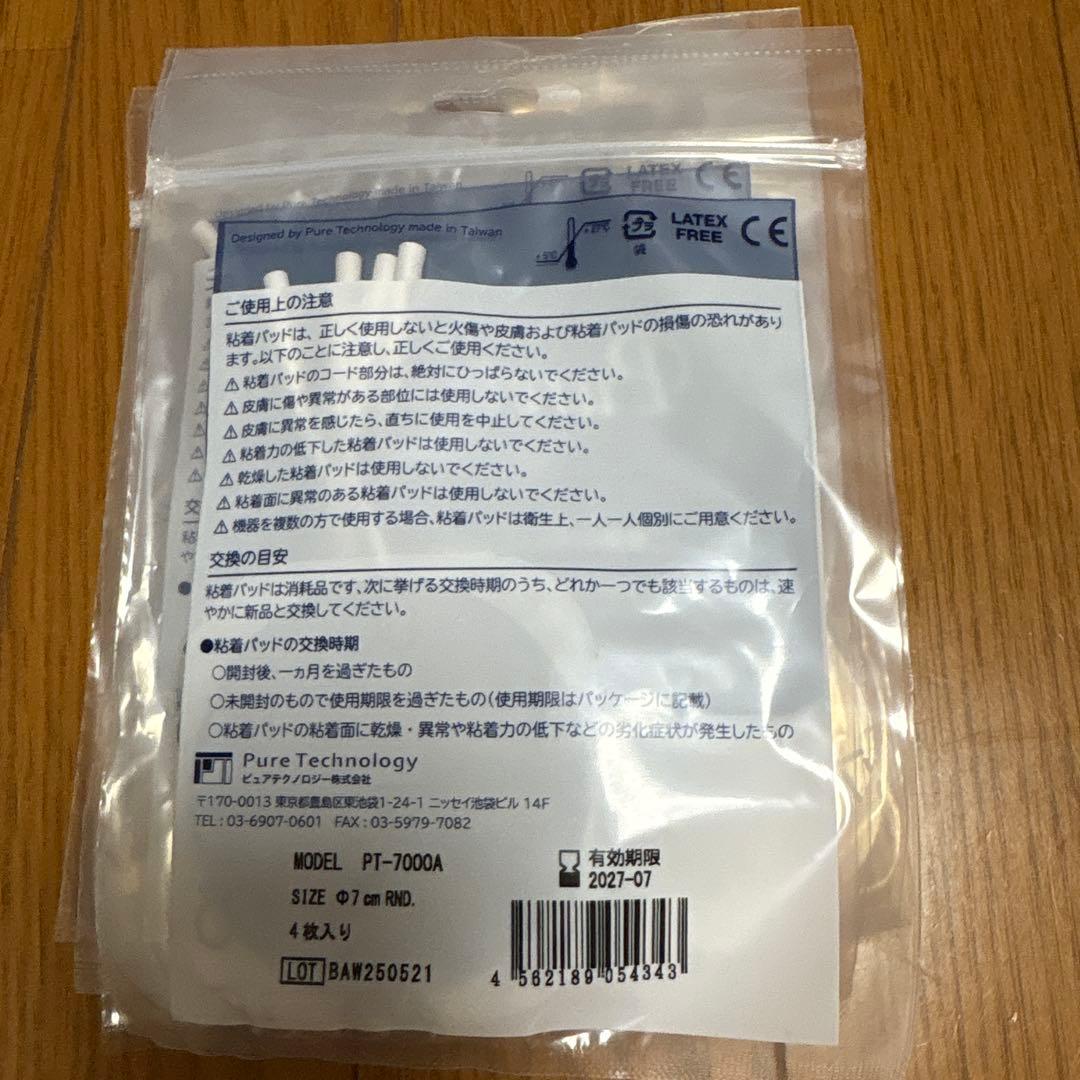 designed by Pure Technology made in Taiwan
LATEX
FREE
CE
Designed by Pure Technology made in Taiwan
+5℃
+27℃
プラ
袋
LATEX
FREE
CE
ご使用上の注意
粘着パッドは、正しく使用しないと火傷や皮膚および粘着パッドの損傷の恐れがあり
ます。以下のことに注意し、正しくご使用ください。
⚠粘着パッドのコード部分は、絶対にひっぱらないでください。
⚠皮膚に傷や異常がある部位には使用しないでください。
⚠皮膚に異常を感じたら、直ちに使用を中止してください。
⚠粘着力の低下した粘着パッドは使用しないでください。
⚠乾燥した粘着パッドは使用しないでください。
⚠粘着面に異常のある粘着パッドは使用しないでください。
⚠機器を複数の方で使用する場合、粘着パッドは衛生上、一人一人個別にご用意ください。
交換の目安
粘着パッドは消耗品です、次に挙げる交換時期のうち、どれか一つでも該当するものは、速
やかに新品と交換してください。
●粘着パッドの交換時期
○開封後、一ヵ月を過ぎたもの
○未開封のもので使用期限を過ぎたもの(使用期限はパッケージに記載)
○粘着パッドの粘着面に乾燥・異常や粘着力の低下などの劣化症状が発生したもの
PT Pure Technology
ピュアテクノロジー株式会社
〒170-0013 東京都豊島区東池袋1-24-1 ニッセイ池袋ビル 14F
TEL : 03-6907-0601 FAX : 03-5979-7082
MODEL PT-7000A
SIZE Φ7cm RND.
4枚入り
LOT BAW250521
有効期限
2027-07
4 562189 054343